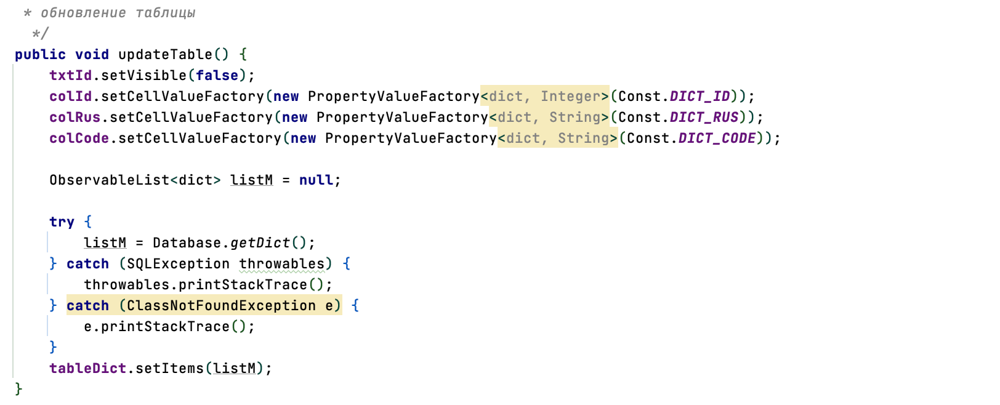 * обновление таблицы
*/
public void updateTable() {
    txtId.setVisible(false);
    colId.setCellValueFactory(new PropertyValueFactory<dict, Integer>(Const.DICT_ID));
    colRus.setCellValueFactory(new PropertyValueFactory<dict, String>(Const.DICT_RUS));
    colCode.setCellValueFactory(new PropertyValueFactory<dict, String>(Const.DICT_CODE));
    ObservableList<dict> listM = null;
    try {
        listM = Database.getDict();
    } catch (SQLException throwables) {
        throwables.printStackTrace();
    } catch (ClassNotFoundException e) {
        e.printStackTrace();
    }
    tableDict.setItems(listM);
}